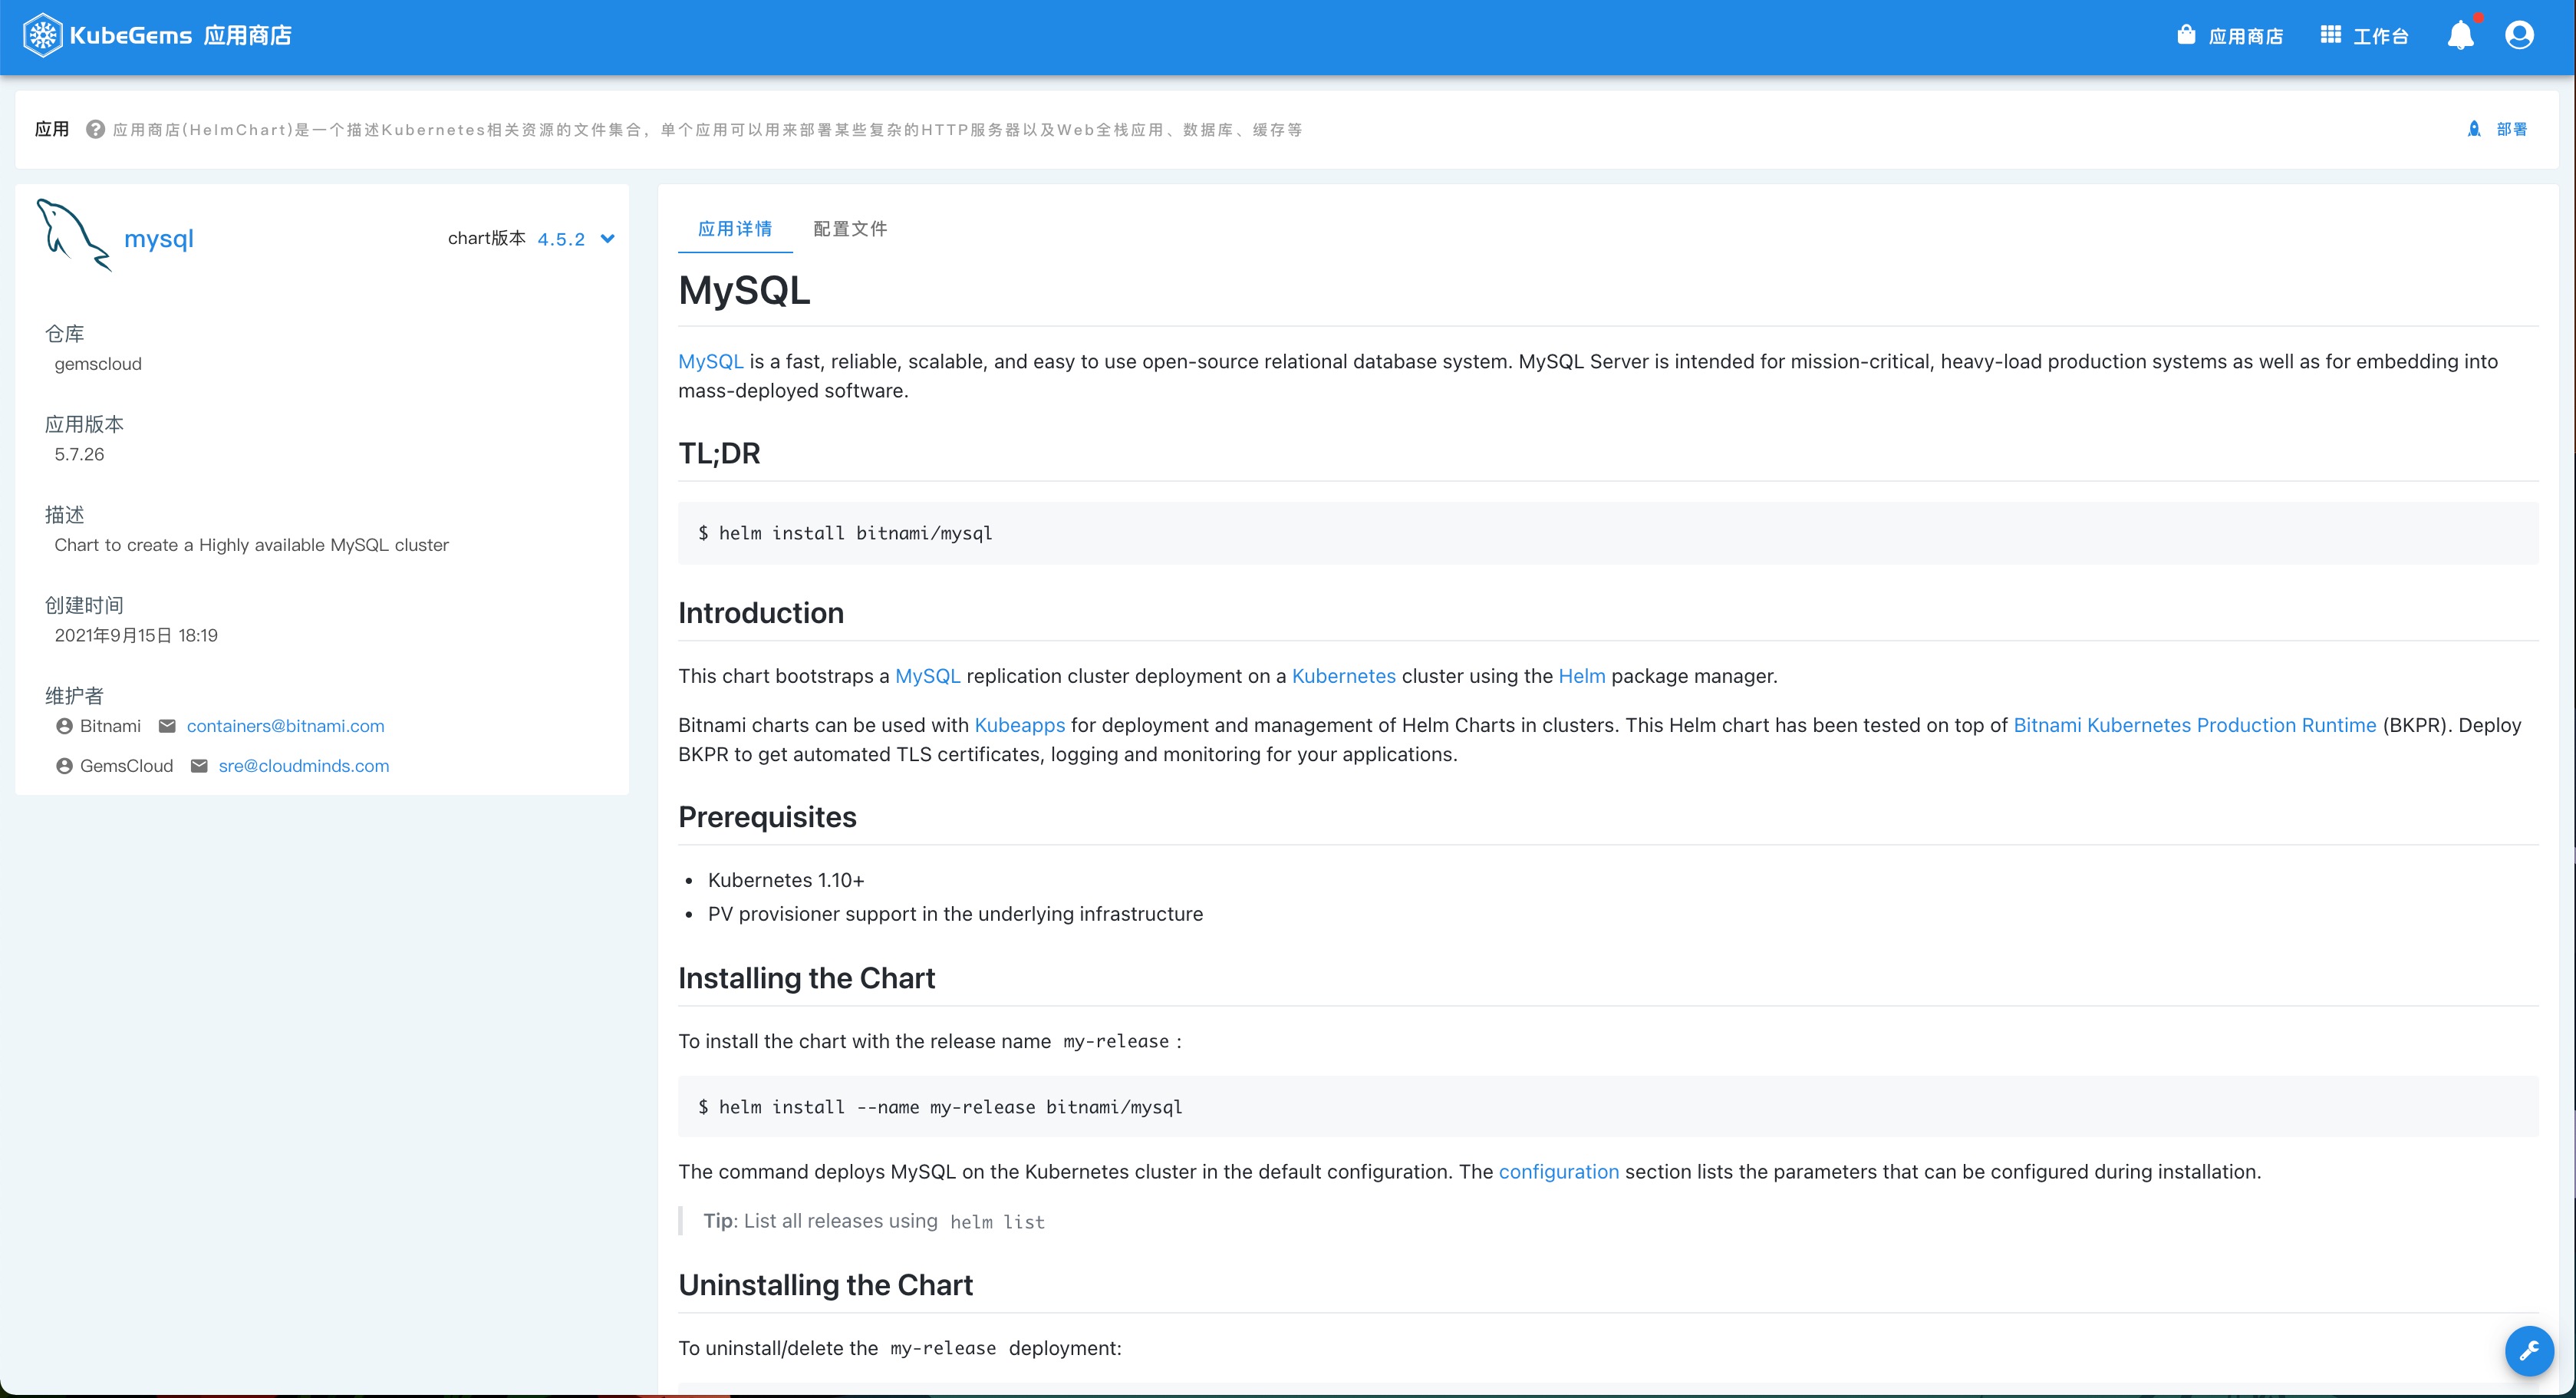 KubeGems 应用商店
应用商店 工作台
应用 应用商店(HelmChart)是一个描述Kubernetes相关资源的文件集合，单个应用可以用来部署某些复杂的HTTP服务器以及Web全栈应用、数据库、缓存等
部署
mysql chart版本 4.5.2
仓库
gemscloud
应用版本
5.7.26
描述
Chart to create a Highly available MySQL cluster
创建时间
2021年9月15日 18:19
维护者
Bitnami containers@bitnami.com
GemsCloud sre@cloudminds.com
应用详情 配置文件
MySQL
MySQL is a fast, reliable, scalable, and easy to use open-source relational database system. MySQL Server is intended for mission-critical, heavy-load production systems as well as for embedding into
mass-deployed software.
TL;DR
$ helm install bitnami/mysql
Introduction
This chart bootstraps a MySQL replication cluster deployment on a Kubernetes cluster using the Helm package manager.
Bitnami charts can be used with Kubeapps for deployment and management of Helm Charts in clusters. This Helm chart has been tested on top of Bitnami Kubernetes Production Runtime (BKPR). Deploy
BKPR to get automated TLS certificates, logging and monitoring for your applications.
Prerequisites
• Kubernetes 1.10+
• PV provisioner support in the underlying infrastructure
Installing the Chart
To install the chart with the release name my-release:
$ helm install --name my-release bitnami/mysql
The command deploys MySQL on the Kubernetes cluster in the default configuration. The configuration section lists the parameters that can be configured during installation.
Tip: List all releases using helm list
Uninstalling the Chart
To uninstall/delete the my-release deployment: